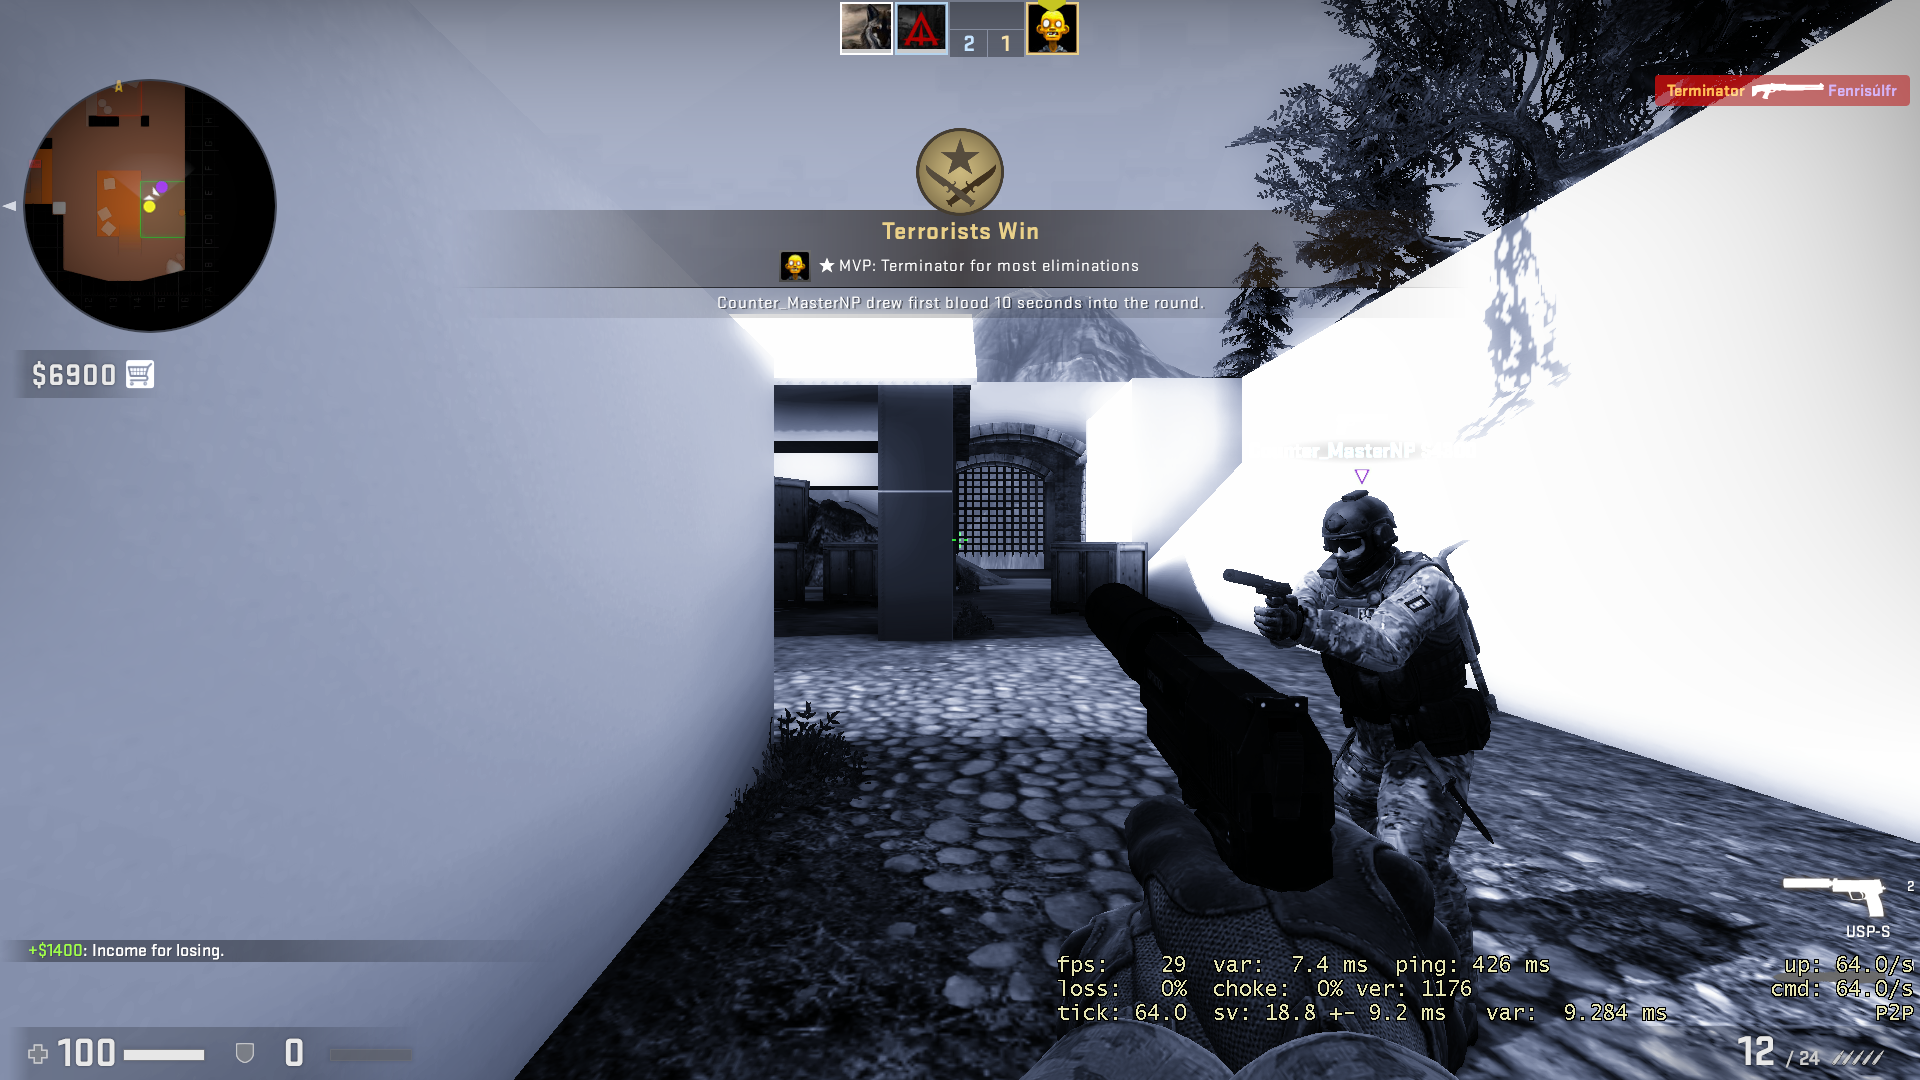 2 1
A
Terminator Fenrisúlfr
Terrorists Win
MVP: Terminator for most eliminations
Counter_MasterNP drew first blood 10 seconds into the round.
$6900
ter_MasterNP
2
USP-S
+$1400: Income for losing.
fps: 29 var: 7.4 ms ping: 426 ms
up: 64.0/s
loss: 0% choke: 0% ver: 1176
cmd: 64.0/s
tick: 64.0 sv: 18.8 +- 9.2 ms var: 9.284 ms
P2P
100 0
12 / 24